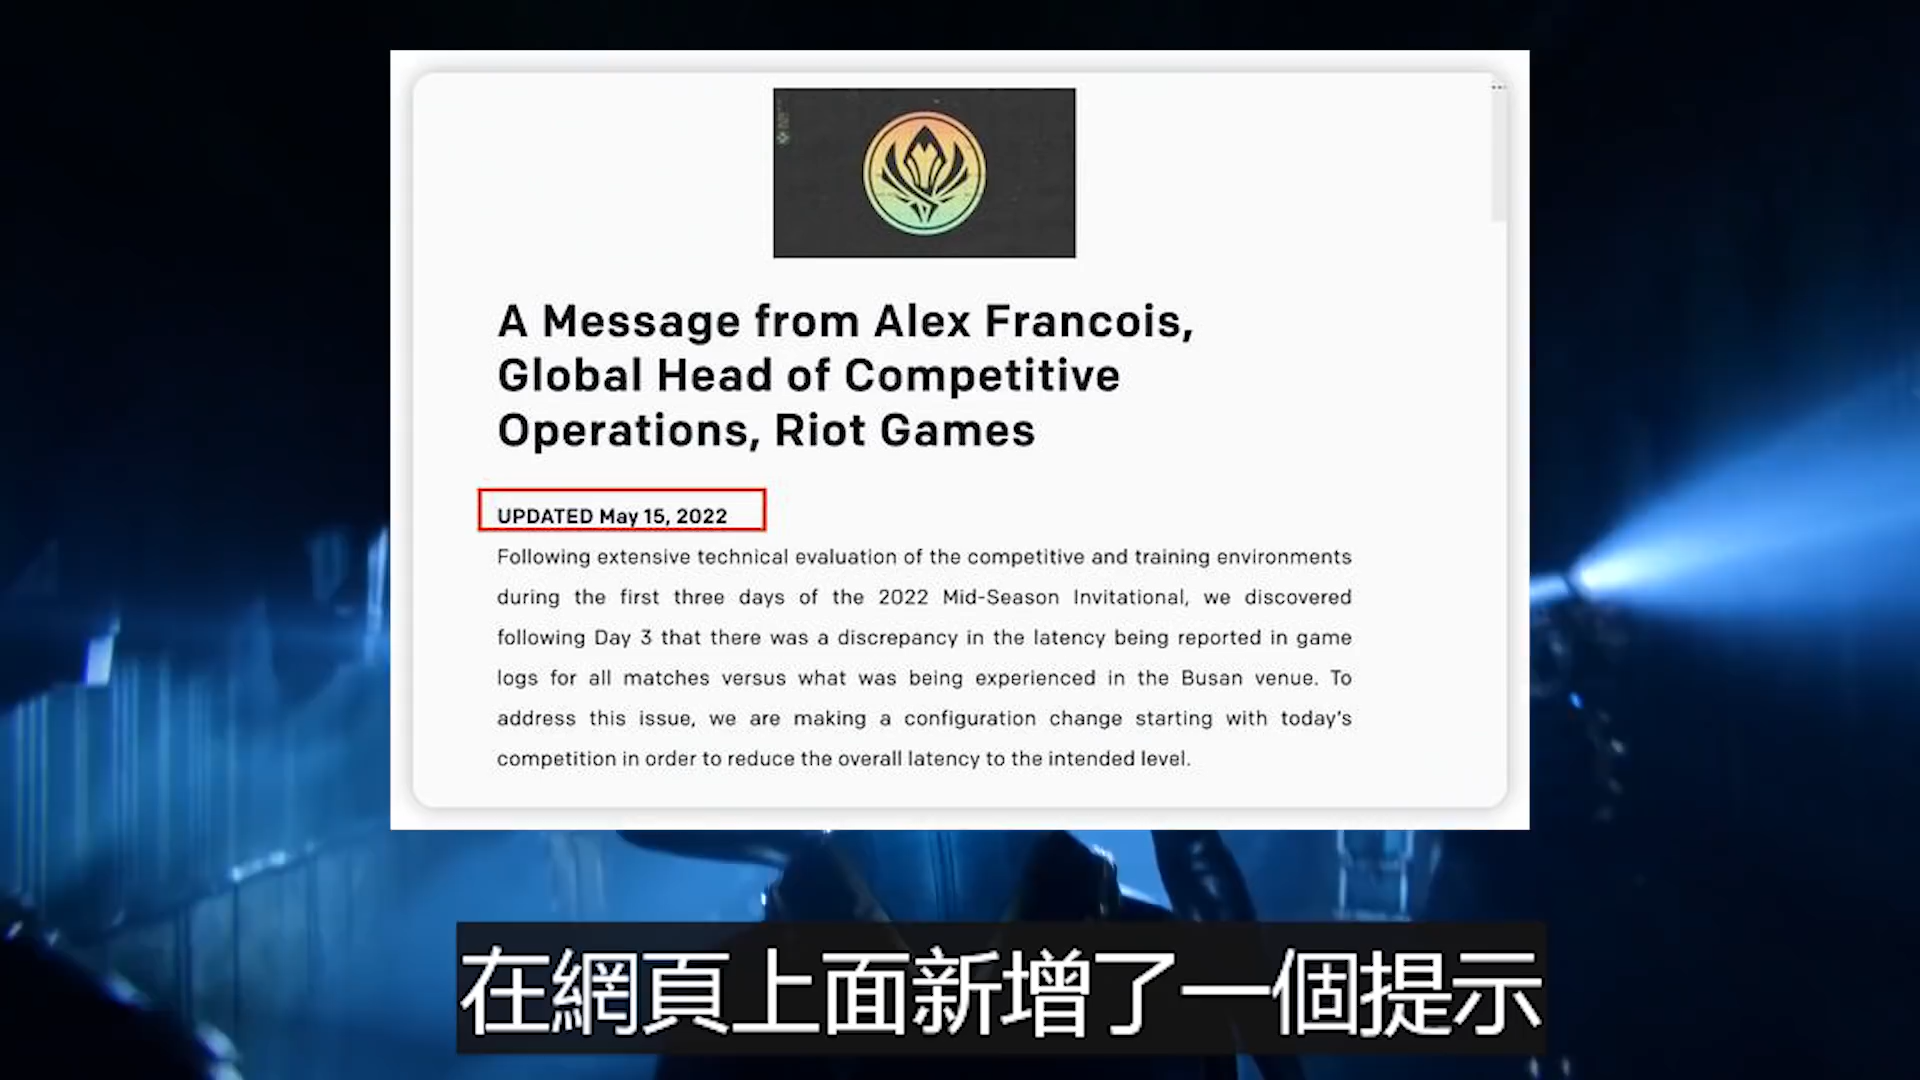 A Message from Alex Francois,
Global Head of Competitive
Operations, Riot Games
UPDATED May 15, 2022
Following extensive technical evaluation of the competitive and training environments
during the first three days of the 2022 Mid-Season Invitational, we discovered
following Day 3 that there was a discrepancy in the latency being reported in game
logs for all matches versus what was being experienced in the Busan venue. To
address this issue, we are making a configuration change starting with today's
competition in order to reduce the overall latency to the intended level.
在網頁上面新增了一個提示